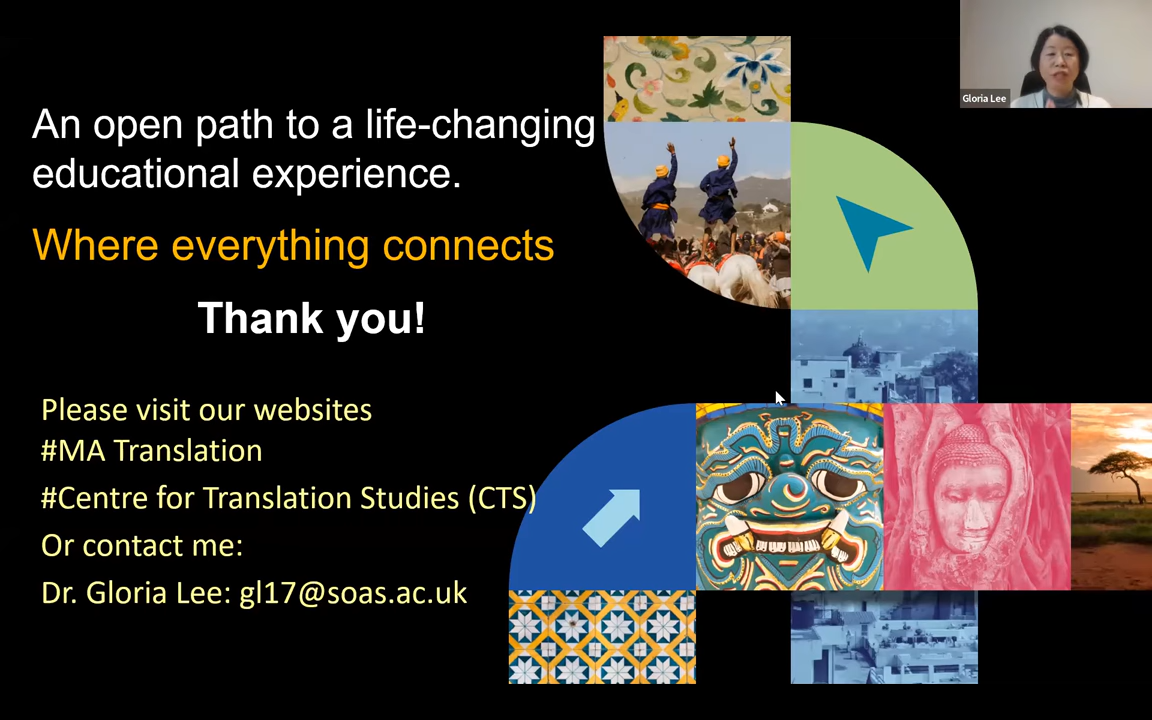 An open path to a life-changing
educational experience.
Where everything connects
Thank you!
Please visit our websites
#MA Translation
#Centre for Translation Studies (CTS)
Or contact me:
Dr. Gloria Lee: gl17@soas.ac.uk
Gloria Lee